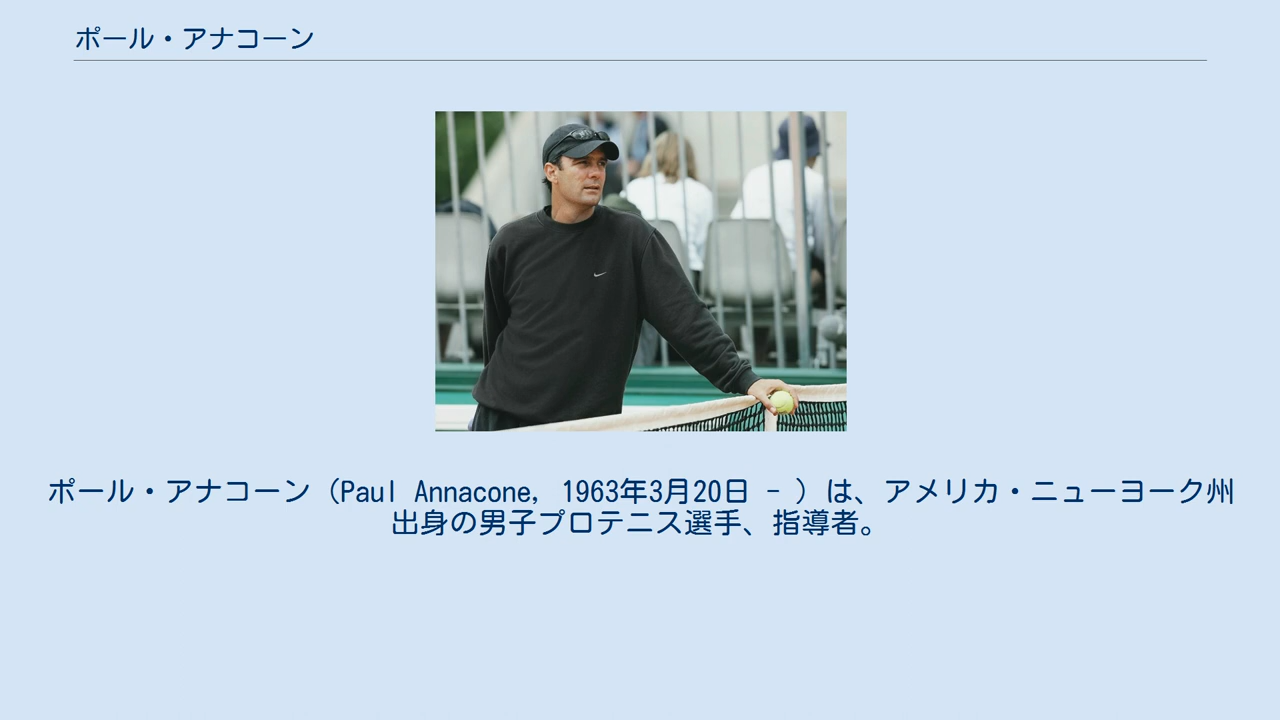 ポール・アナコーン
ポール・アナコーン（Paul Annacone, 1963年3月20日 - ）は、アメリカ・ニューヨーク州
出身の男子プロテニス選手、指導者。